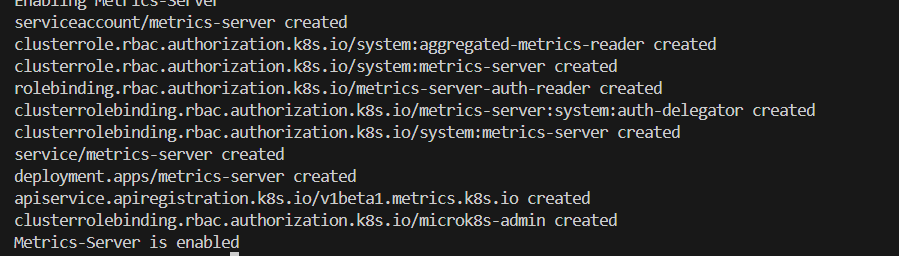 Enabling Metrics-Server
serviceaccount/metrics-server created
clusterrole.rbac.authorization.k8s.io/system:aggregated-metrics-reader created
clusterrole.rbac.authorization.k8s.io/system:metrics-server created
rolebinding.rbac.authorization.k8s.io/metrics-server-auth-reader created
clusterrolebinding.rbac.authorization.k8s.io/metrics-server:system:auth-delegator created
clusterrolebinding.rbac.authorization.k8s.io/system:metrics-server created
service/metrics-server created
deployment.apps/metrics-server created
apiservice.apiregistration.k8s.io/v1beta1.metrics.k8s.io created
clusterrolebinding.rbac.authorization.k8s.io/microk8s-admin created
Metrics-Server is enabled